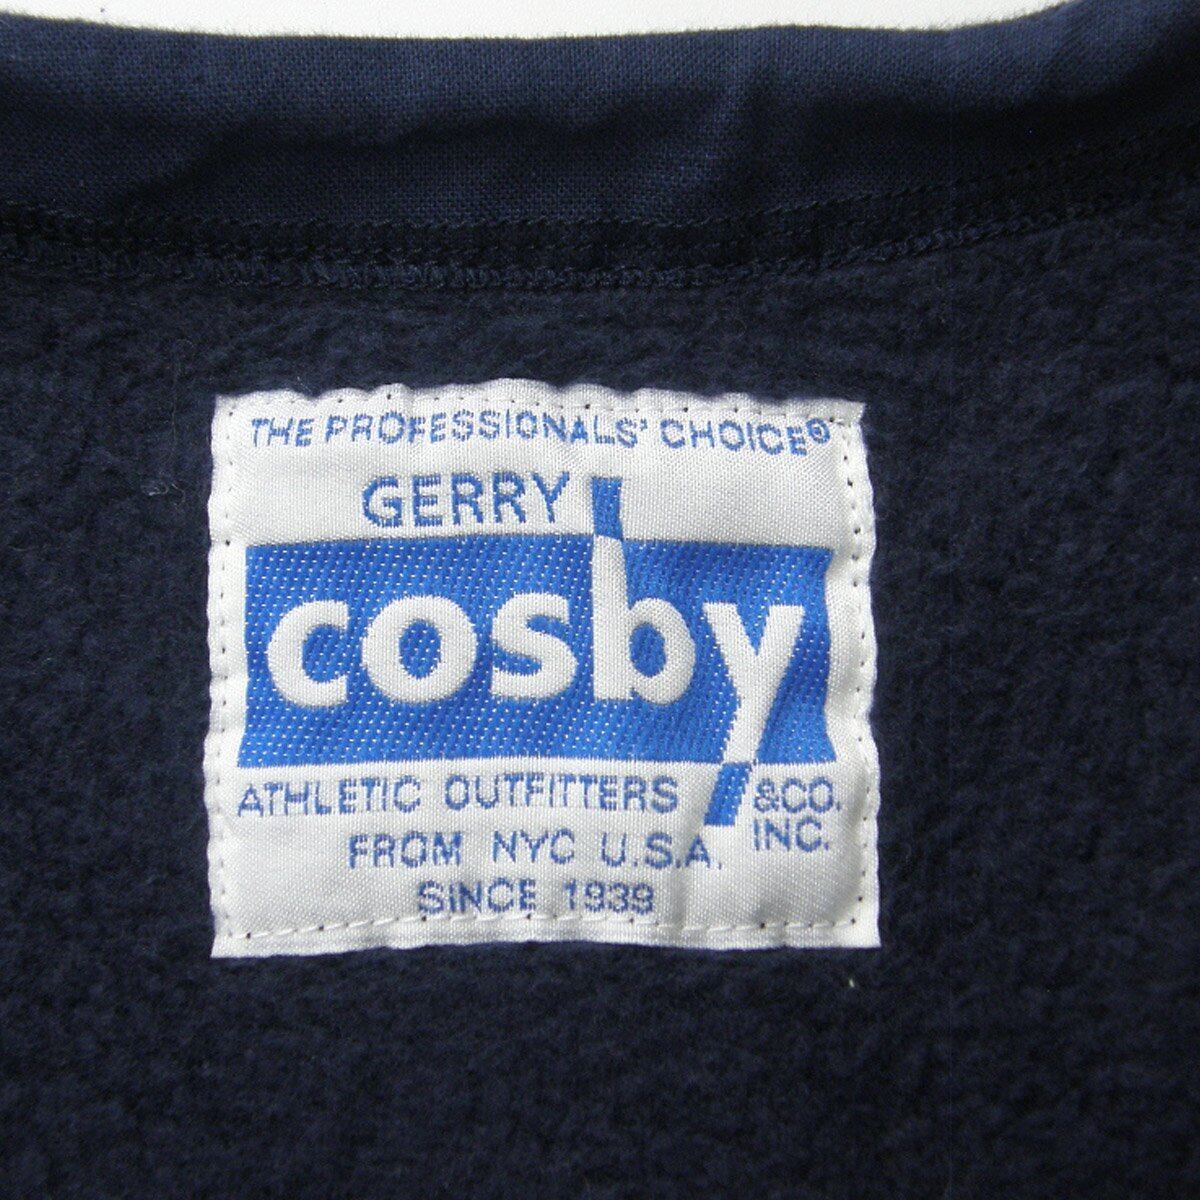 THE PROFESSIONALS' CHOICE®
GERRY
cosby
ATHLETIC OUTFITTERS &CO.
INC.
FROM NYC U.S.A.
SINCE 1939